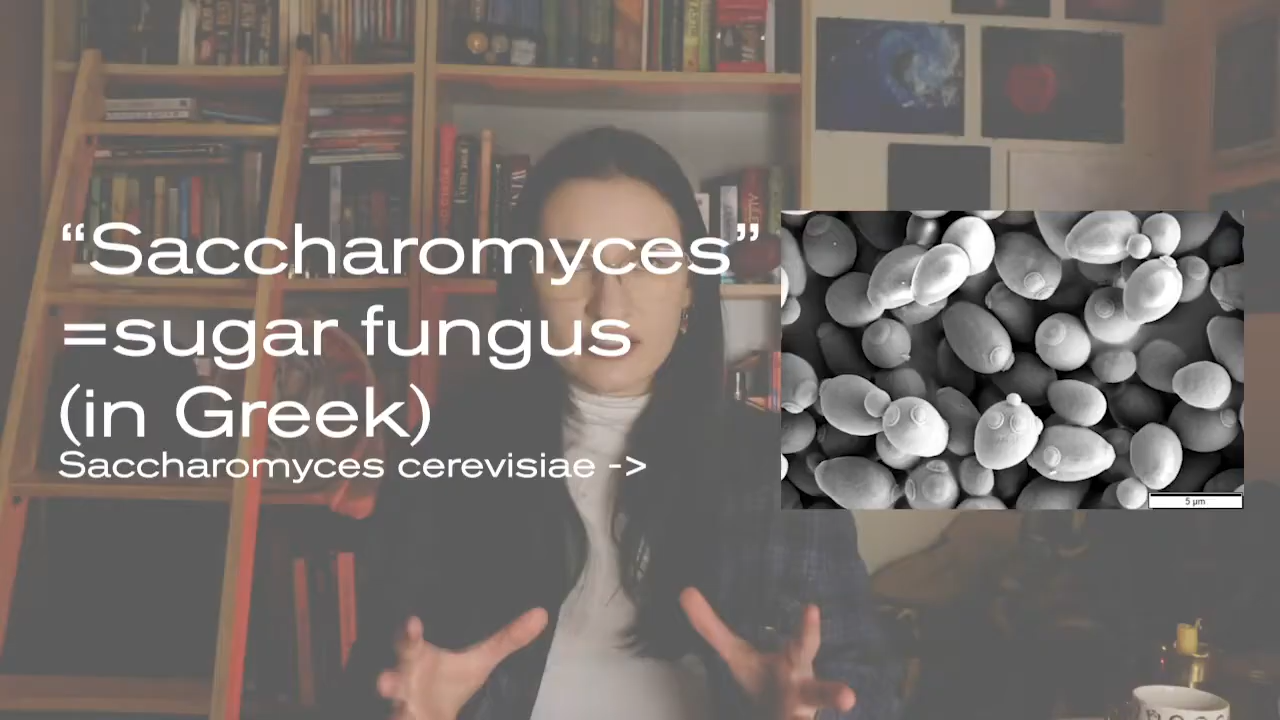 “Saccharomyces”
=sugar fungus
(in Greek)
Saccharomyces cerevisiae ->
5 µm